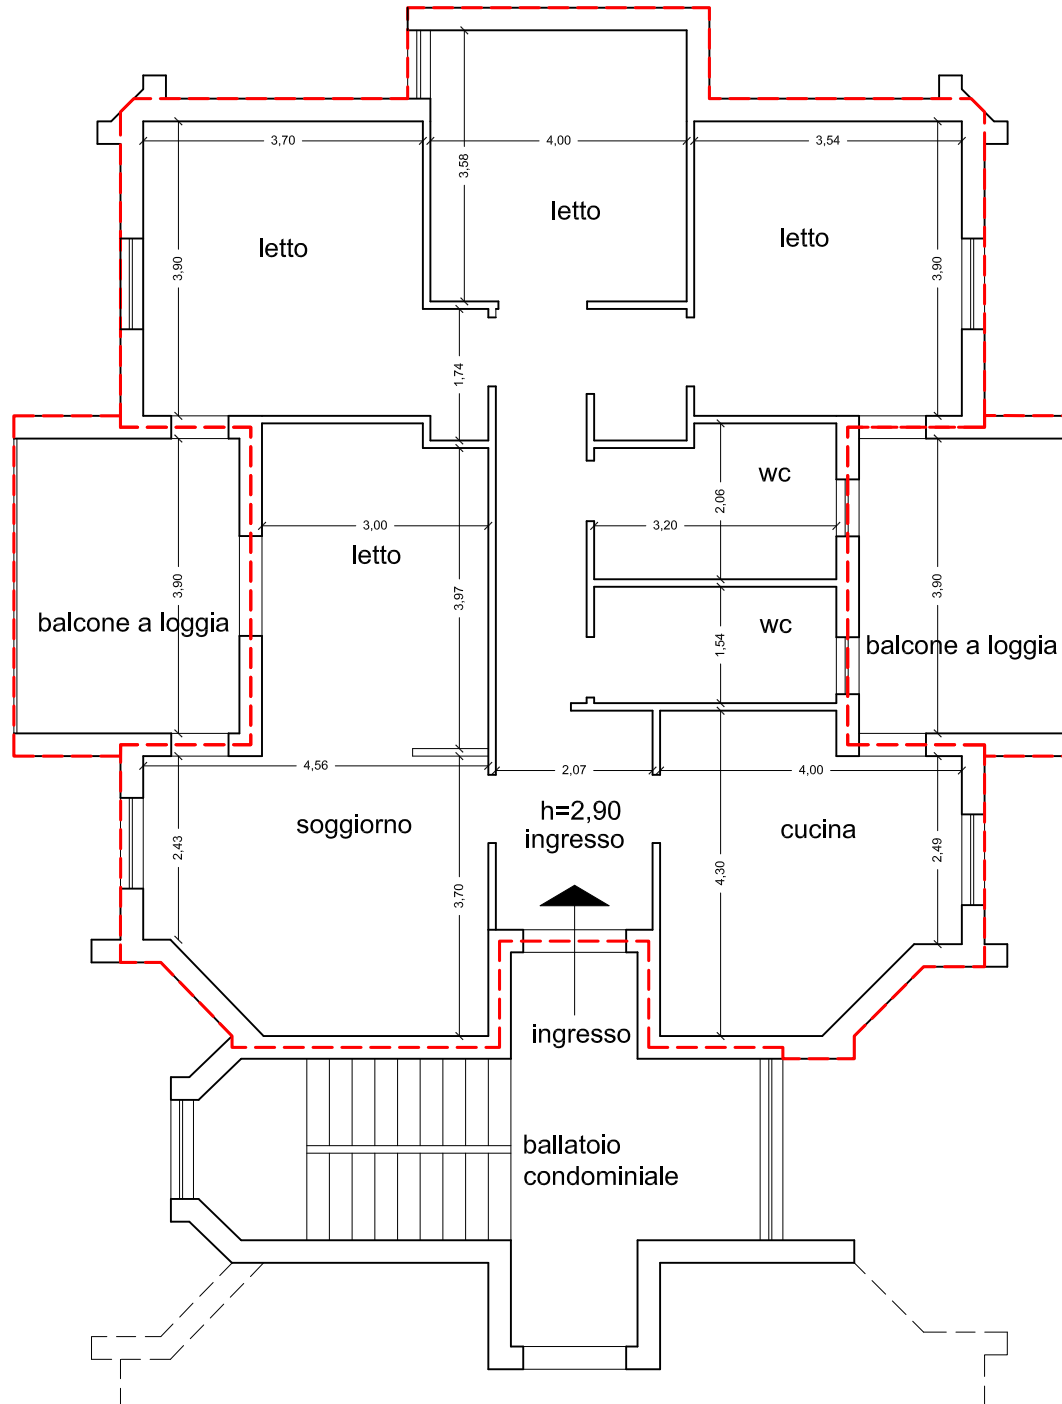 3,70
4,00
3,54
3,58
letto
letto
letto
3,90
3,90
1,74
wc
2,06
3,00
3,20
letto
3,90
3,97
3,90
balcone a loggia
wc
1,54
balcone a loggia
4,56
2,07
4,00
h=2,90
soggiorno
ingresso
cucina
2,43
2,49
4,30
3,70
ingresso
ballatoio
condominiale